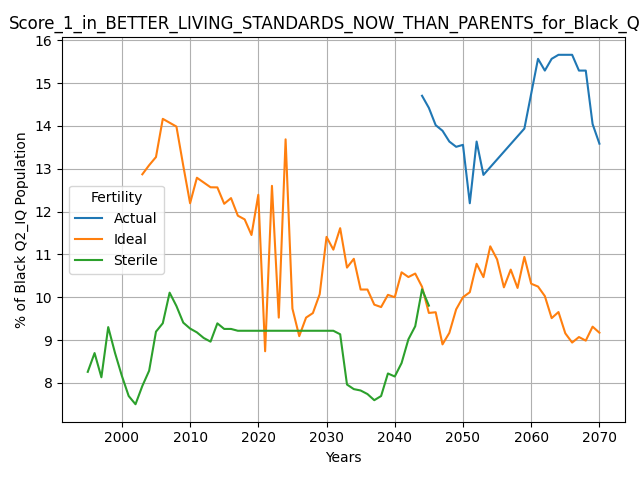 Score_1_in_BETTER_LIVING_STANDARDS_NOW_THAN_PARENTS_for_Black_Q
16
15
14
13
12
11
10
9
8
% of Black Q2_IQ Population
Fertility
Actual
Ideal
Sterile
2000 2010 2020 2030 2040 2050 2060 2070
Years